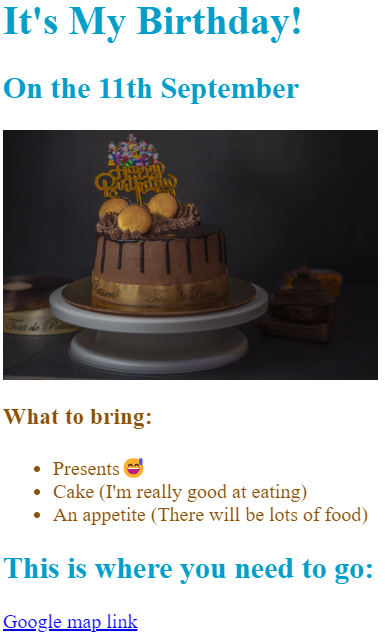 It's My Birthday!
On the 11th September
Happy
Birthday
What to bring:
Presents 😅
Cake (I'm really good at eating)
An appetite (There will be lots of food)
This is where you need to go:
Google map link